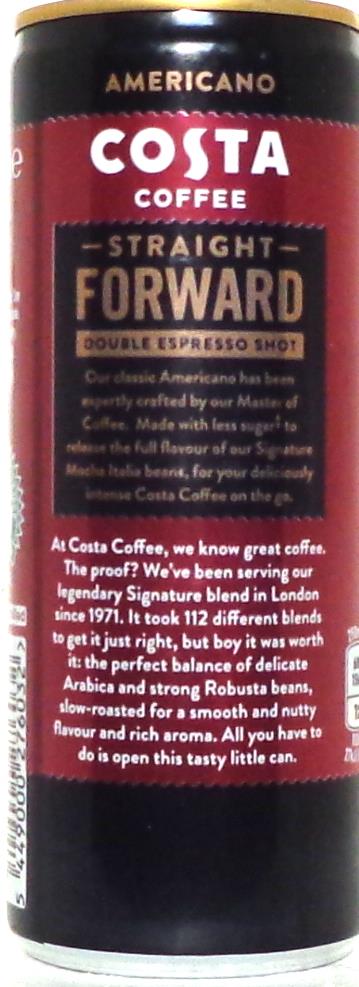 AMERICANO
COSTA
COFFEE
—STRAIGHT—
FORWARD
DOUBLE ESPRESSO SHOT
Our classic Americano has been
expertly crafted by our Master of
Coffee. Made with less sugar† to
release the full flavour of our Signature
Mocha Italia beans, for your deliciously
intense Costa Coffee on the go.
At Costa Coffee, we know great coffee.
The proof? We've been serving our
legendary Signature blend in London
since 1971. It took 112 different blends
to get it just right, but boy it was worth
it: the perfect balance of delicate
Arabica and strong Robusta beans,
slow-roasted for a smooth and nutty
flavour and rich aroma. All you have to
do is open this tasty little can.
5 449000 276032 >